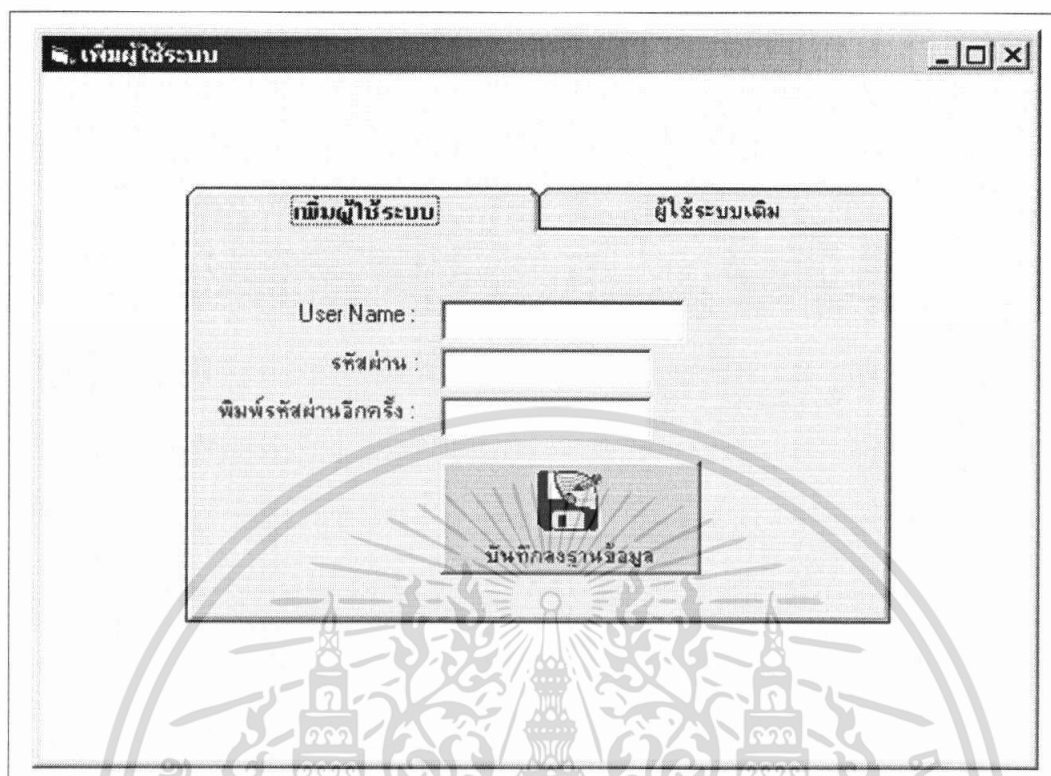 เพิ่มผู้ใช้ระบบ
เพิ่มผู้ใช้ระบบ
ผู้ใช้ระบบเดิม
User Name :
รหัสผ่าน :
พิมพ์รหัสผ่านอีกครั้ง :
บันทึกลงฐานข้อมูล